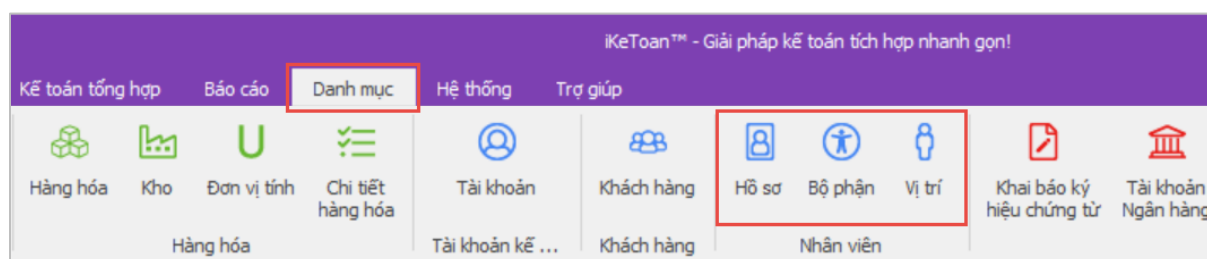 iKeToan™ - Giải pháp kế toán tích hợp nhanh gọn!
Kế toán tổng hợp Báo cáo Danh mục Hệ thống Trợ giúp
Hàng hóa Kho Đơn vị tính Chi tiết Tài khoản Khách hàng Hồ sơ Bộ phận Vị trí Khai báo ký Tài khoản
hàng hóa hiệu chứng từ Ngân hàng
Hàng hóa Tài khoản kế ... Khách hàng Nhân viên